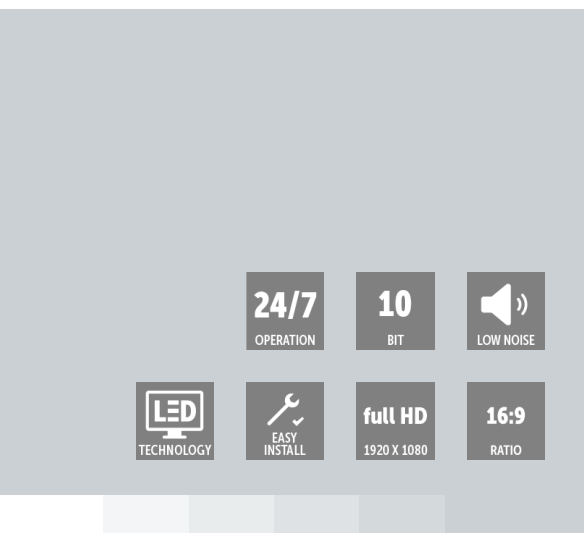 24/7
OPERATION
10
BIT
LOW NOISE
LED
TECHNOLOGY
EASY
INSTALL
full HD
1920 X 1080
16:9
RATIO